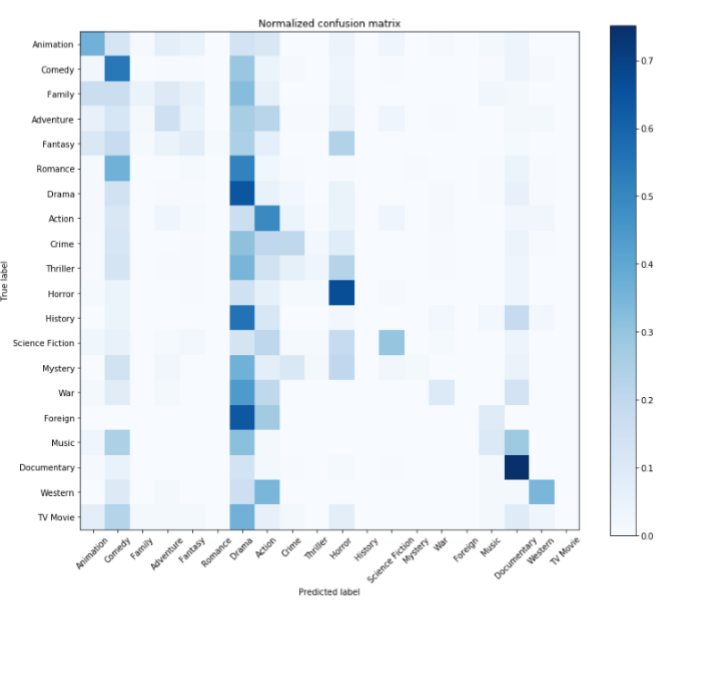 Normalized confusion matrix
True label
Animation
Comedy
Family
Adventure
Fantasy
Romance
Drama
Action
Crime
Thriller
Horror
History
Science Fiction
Mystery
War
Foreign
Music
Documentary
Western
TV Movie
Animation
Comedy
Family
Adventure
Fantasy
Romance
Drama
Action
Crime
Thriller
Horror
History
Science Fiction
Mystery
War
Foreign
Music
Documentary
Western
TV Movie
Predicted label
0.7
0.6
0.5
0.4
0.3
0.2
0.1
0.0